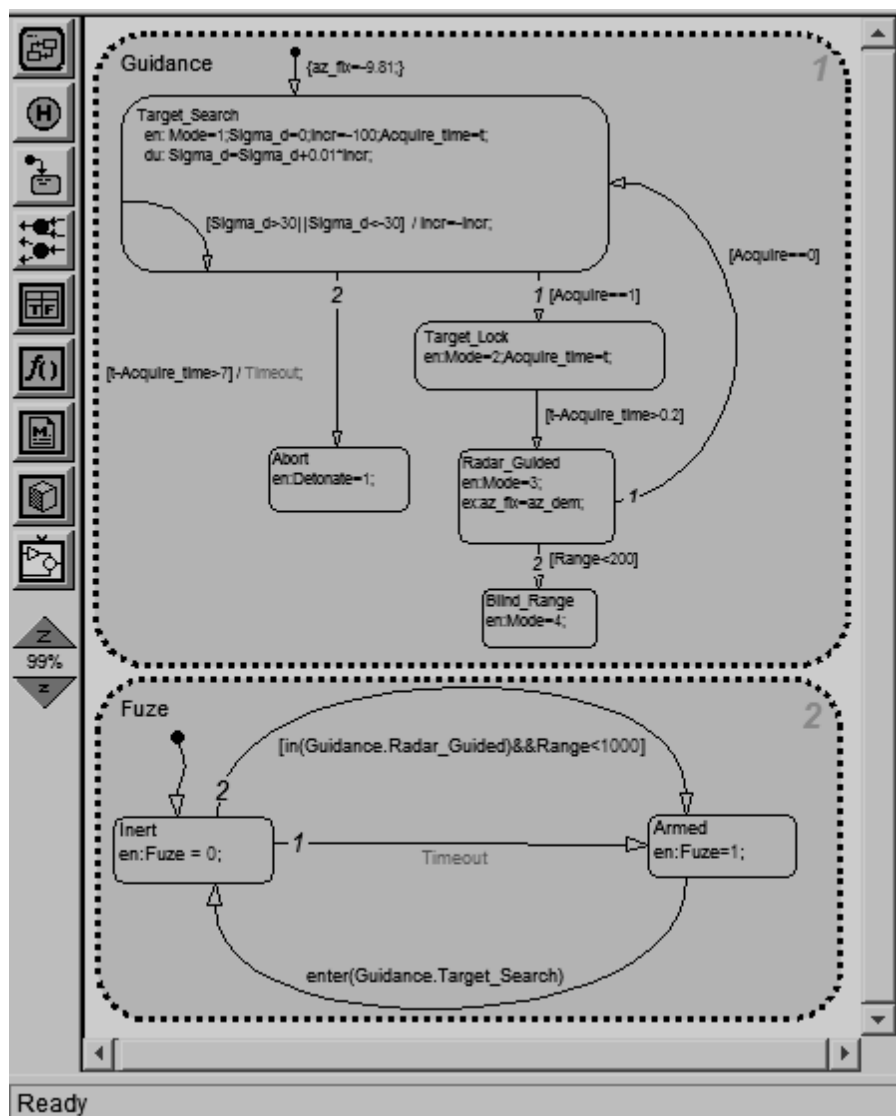 Guidance
1
{az_fix=-9.81;}
Target_Search
en: Mode=1;Sigma_d=0;Incr=-100;Acquire_time=t;
du: Sigma_d=Sigma_d+0.01*Incr;
[Sigma_d>30||Sigma_d<-30] / Incr=-Incr;
[Acquire==0]
2
1 [Acquire==1]
Target_Lock
en:Mode=2;Acquire_time=t;
[t-Acquire_time>7] / Timeout;
[t-Acquire_time>0.2]
Abort
en:Detonate=1;
Radar_Guided
en:Mode=3;
ex:az_fix=az_dem;
1
2 [Range<200]
Blind_Range
en:Mode=4;
H
T F
f()
M
Z
99%
z
Fuze
2
[in(Guidance.Radar_Guided)&&Range<1000]
2
Inert
en:Fuze = 0;
1
Timeout
Armed
en:Fuze=1;
enter(Guidance.Target_Search)
Ready